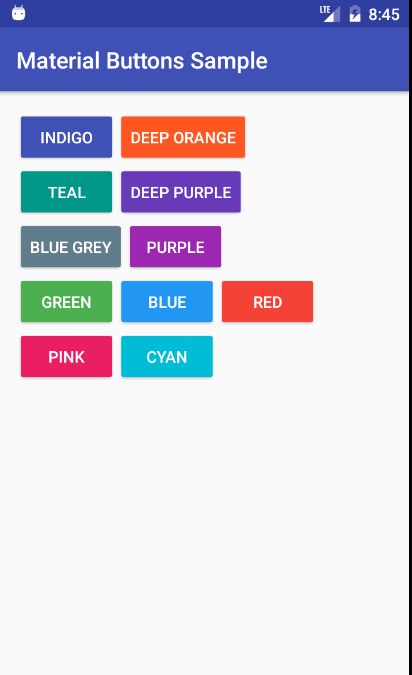 LTE 8:45
Material Buttons Sample
INDIGO DEEP ORANGE
TEAL DEEP PURPLE
BLUE GREY PURPLE
GREEN BLUE RED
PINK CYAN